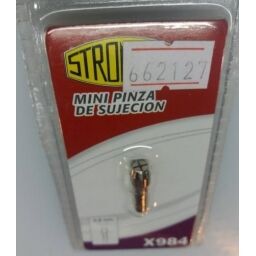 STRO
662127
MINI PINZA
DE SUJECION
X984